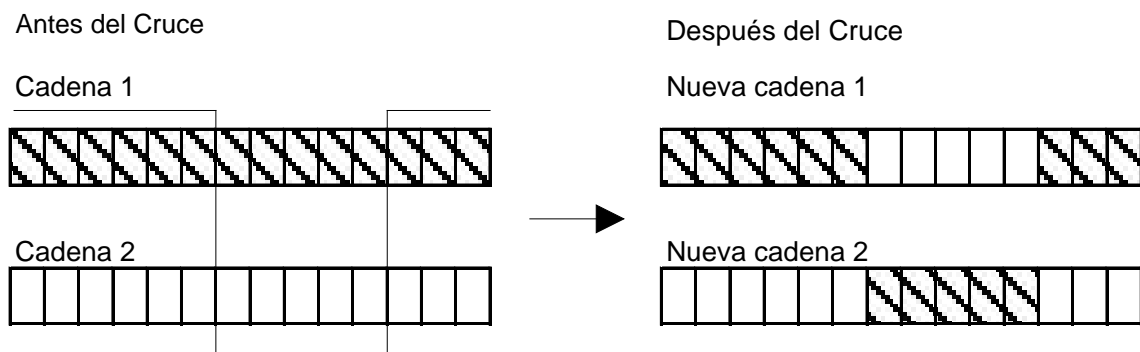 Antes del Cruce
Cadena 1
Cadena 2
Después del Cruce
Nueva cadena 1
Nueva cadena 2